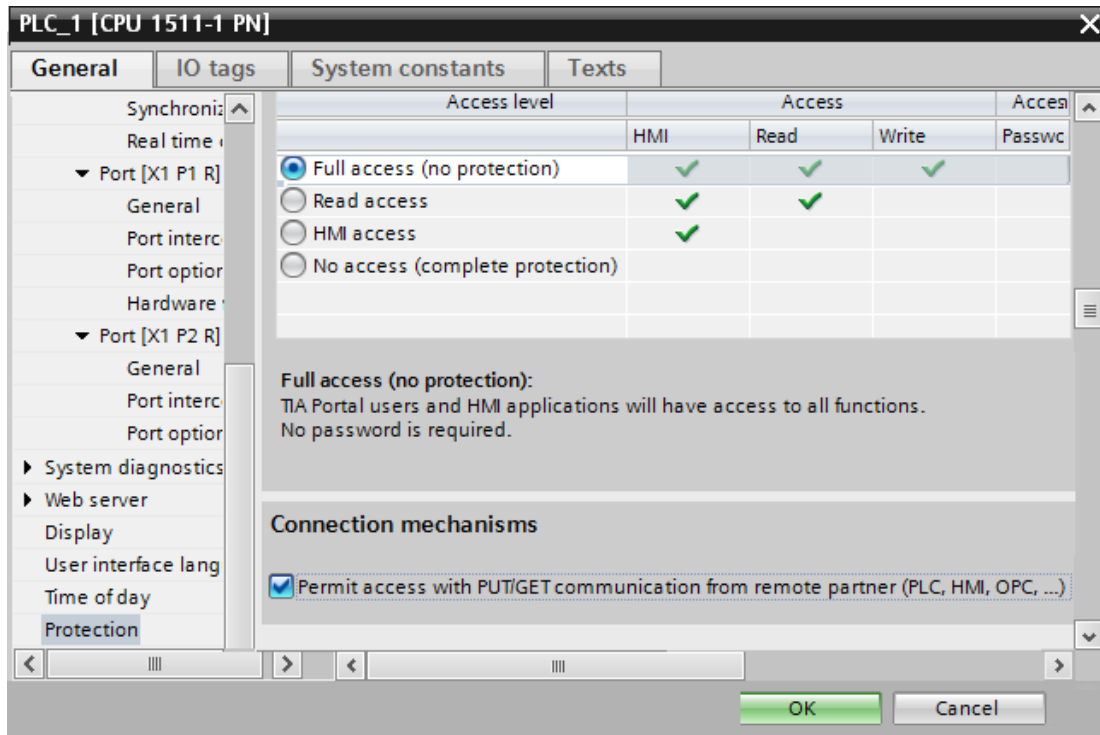 PLC_1 [CPU 1511-1 PN]
General IO tags System constants Texts
Synchroniz
Real time
Port [X1 P1 R]
General
Port interc
Port option
Hardware
Port [X1 P2 R]
General
Port interc
Port option
System diagnostics
Web server
Display
User interface lang
Time of day
Protection
Access level Access Acces
HMI Read Write Passwc
Full access (no protection)
Read access
HMI access
No access (complete protection)
Full access (no protection):
TIA Portal users and HMI applications will have access to all functions.
No password is required.
Connection mechanisms
Permit access with PUT/GET communication from remote partner (PLC, HMI, OPC, ...)
OK Cancel